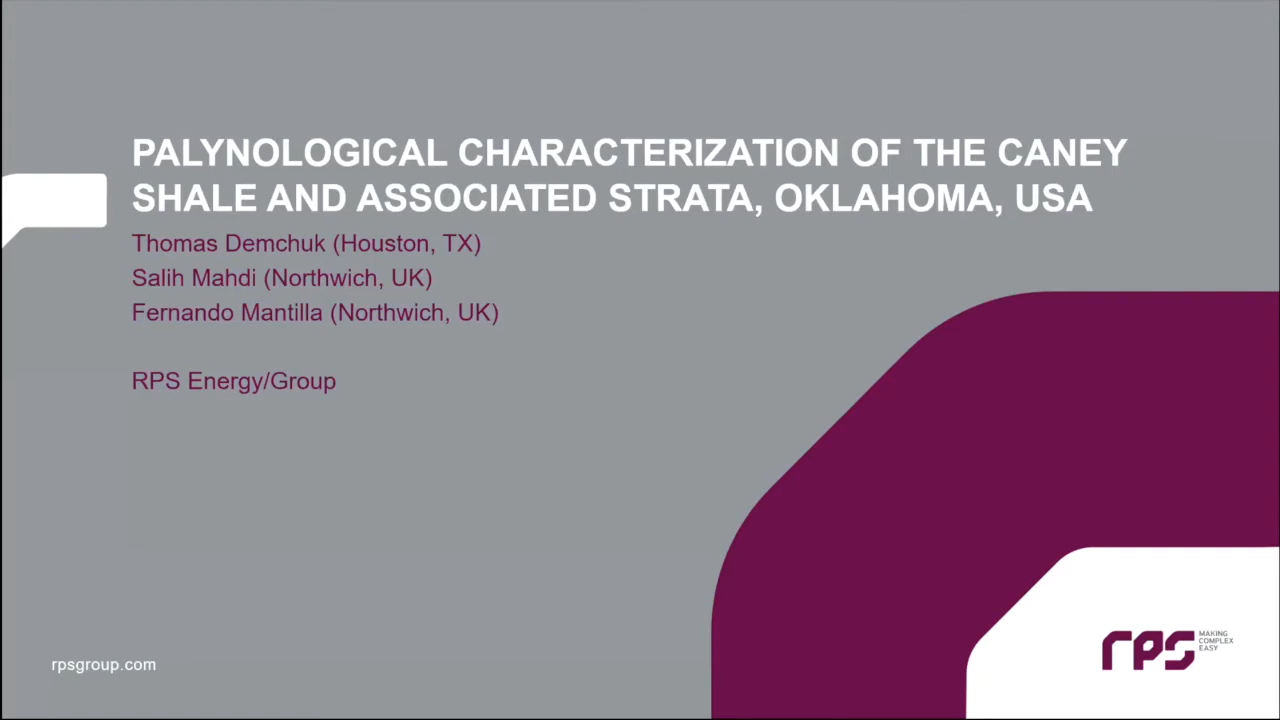 PALYNOLOGICAL CHARACTERIZATION OF THE CANEY
SHALE AND ASSOCIATED STRATA, OKLAHOMA, USA
Thomas Demchuk (Houston, TX)
Salih Mahdi (Northwich, UK)
Fernando Mantilla (Northwich, UK)
RPS Energy/Group
rpsgroup.com
rps
MAKING
COMPLEX
EASY